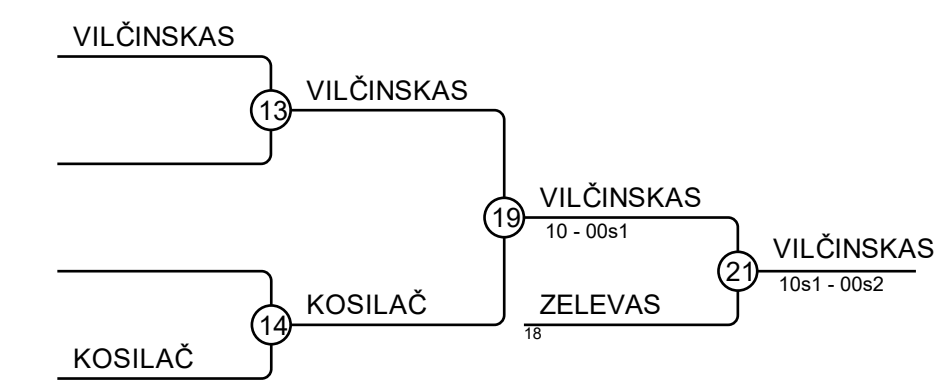 VILČINSKAS
13
VILČINSKAS
19
VILČINSKAS
10 - 00s1
21
VILČINSKAS
10s1 - 00s2
14
KOSILAČ
ZELEVAS
18
KOSILAČ